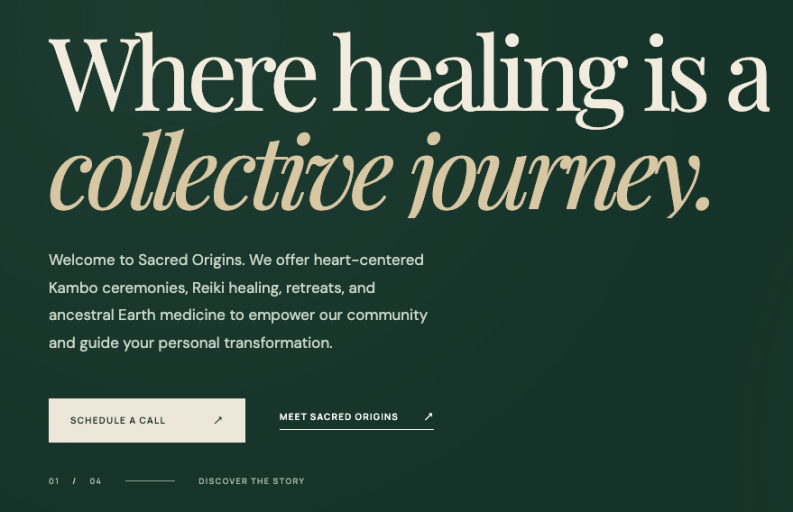 Where healing is a
collective journey.
Welcome to Sacred Origins. We offer heart-centered
Kambo ceremonies, Reiki healing, retreats, and
ancestral Earth medicine to empower our community
and guide your personal transformation.
SCHEDULE A CALL ↗ MEET SACRED ORIGINS ↗
01 / 04 DISCOVER THE STORY